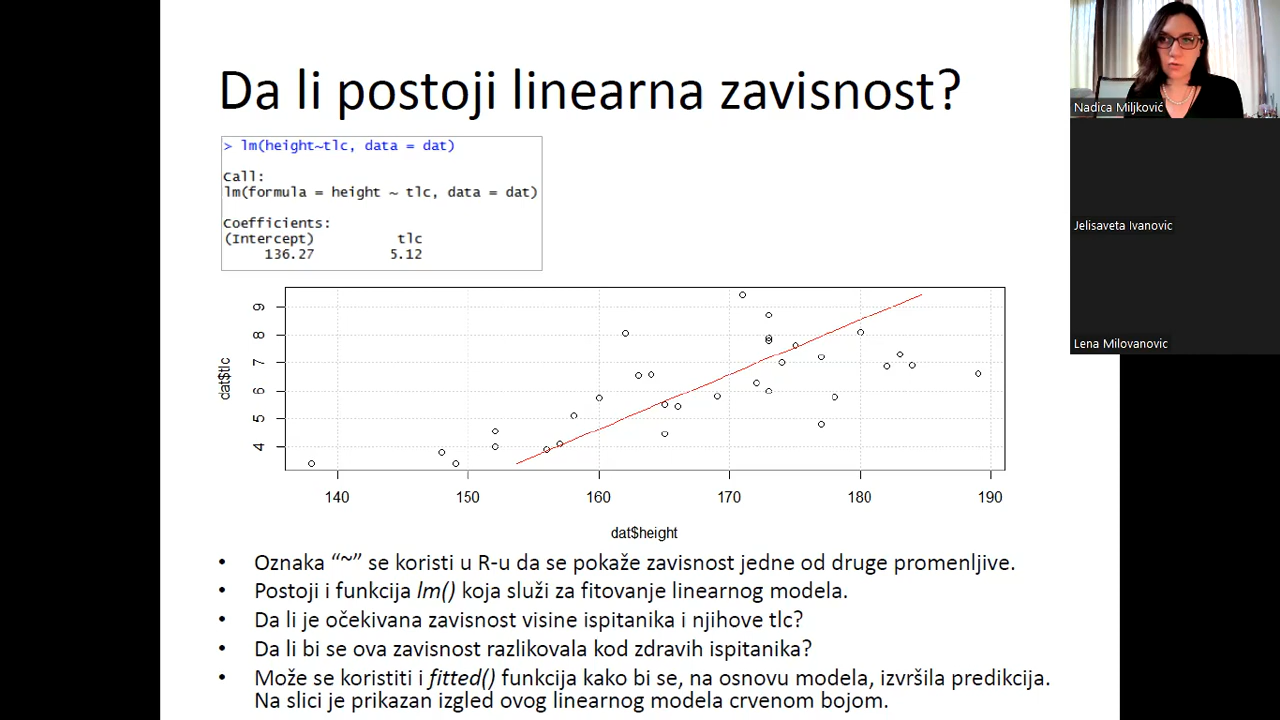 Da li postoji linearna zavisnost?
> lm(height~tlc, data = dat)
Call:
lm(formula = height ~ tlc, data = dat)
Coefficients:
(Intercept) tlc
136.27 5.12
dat$tlc
9
8
7
6
5
4
140 150 160 170 180 190
dat$height
• Oznaka “~” se koristi u R-u da se pokaže zavisnost jedne od druge promenljive.
• Postoji i funkcija lm() koja služi za fitovanje linearnog modela.
• Da li je očekivana zavisnost visine ispitanika i njihove tlc?
• Da li bi se ova zavisnost razlikovala kod zdravih ispitanika?
• Može se koristiti i fitted() funkcija kako bi se, na osnovu modela, izvršila predikcija.
Na slici je prikazan izgled ovog linearnog modela crvenom bojom.
Nadica Miljković
Jelisaveta Ivanovic
Lena Milovanovic